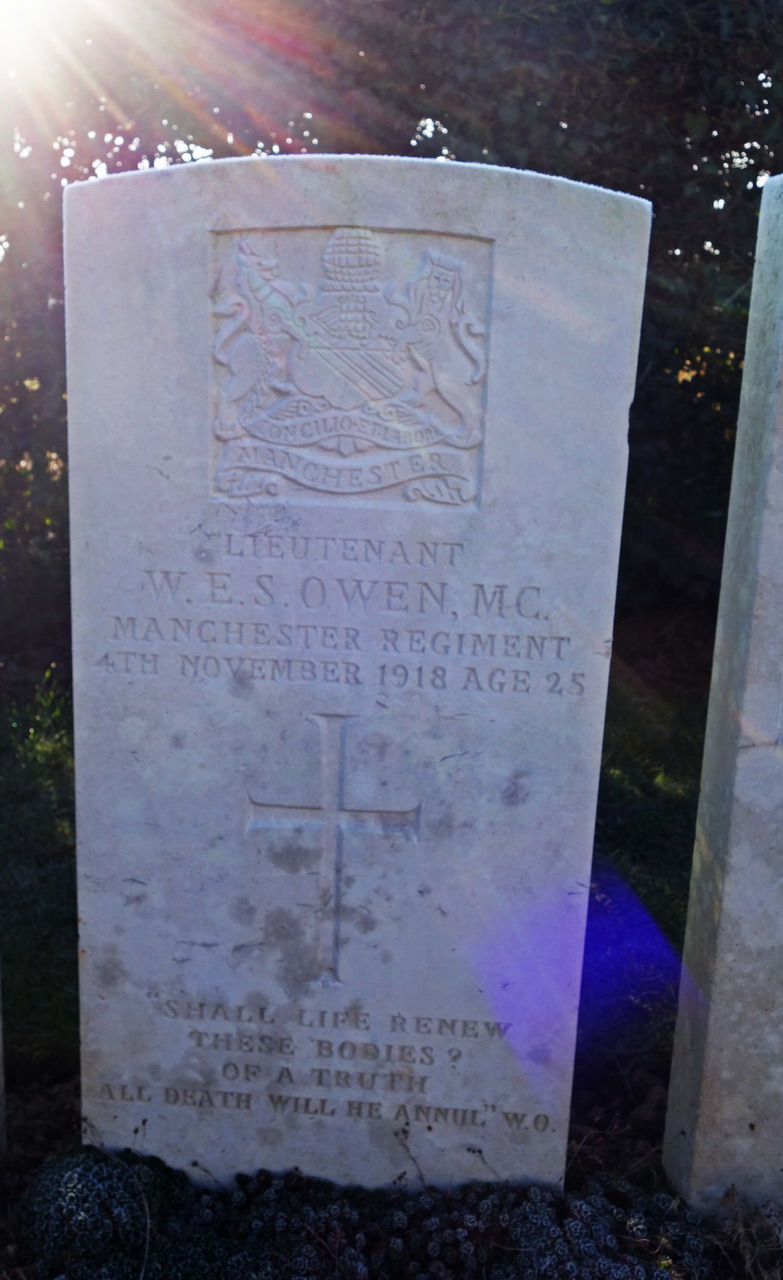 CONCILIO·ET·LABORE
MANCHESTER
LIEUTENANT
W. E. S. OWEN, MC.
MANCHESTER REGIMENT
4TH NOVEMBER 1918 AGE 25
"SHALL LIFE RENEW
THESE BODIES?
OF A TRUTH
ALL DEATH WILL HE ANNUL" W.O.